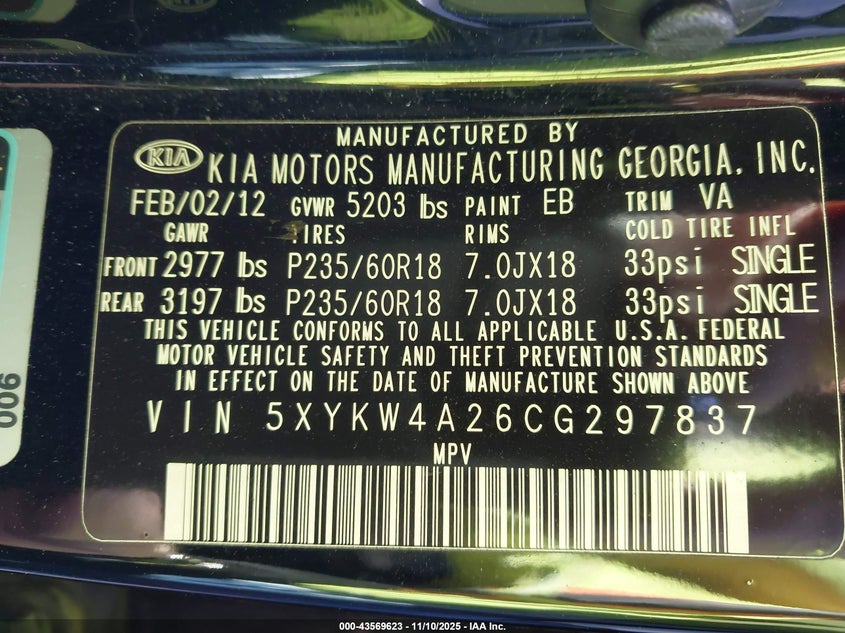 MANUFACTURED BY
KIA KIA MOTORS MANUFACTURING GEORGIA, INC.
FEB/02/12 GVWR 5203 lbs PAINT EB TRIM VA
GAWR TIRES RIMS COLD TIRE INFL
FRONT 2977 lbs P235/60R18 7.0JX18 33psi SINGLE
REAR 3197 lbs P235/60R18 7.0JX18 33psi SINGLE
THIS VEHICLE CONFORMS TO ALL APPLICABLE U.S.A. FEDERAL
MOTOR VEHICLE SAFETY AND THEFT PREVENTION STANDARDS
IN EFFECT ON THE DATE OF MANUFACTURE SHOWN ABOVE
VIN 5XYKW4A26CG297837
MPV
006
000-43569623 - 11/10/2025 - IAA Inc.